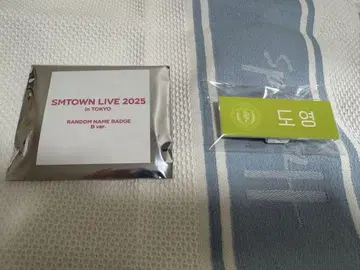 SMTOWN LIVE 2025
in TOKYO
RANDOM NAME BADGE
B ver.
도영